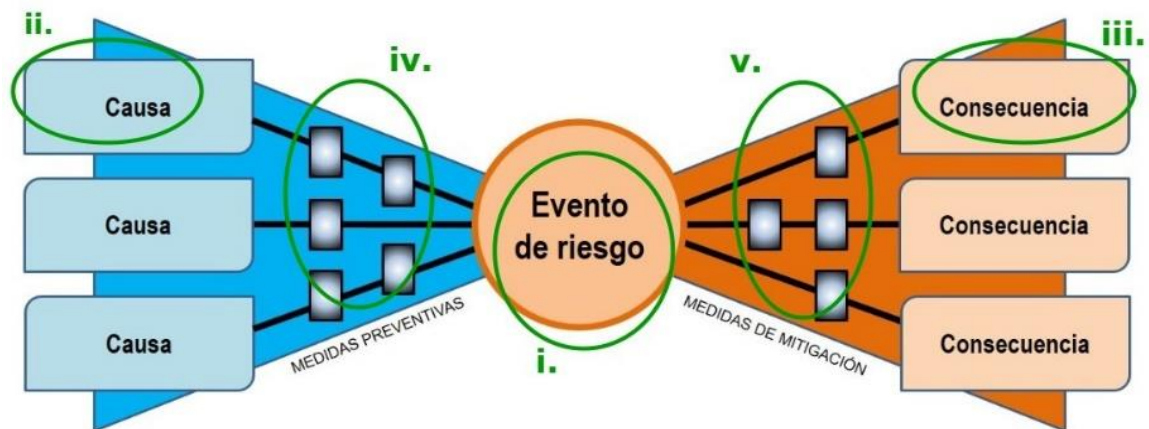 ii.
iii.
iv.
v.
Causa
Consecuencia
Evento
de riesgo
Causa
Consecuencia
MEDIDAS PREVENTIVAS
MEDIDAS DE MITIGACIÓN
Causa
Consecuencia
i.